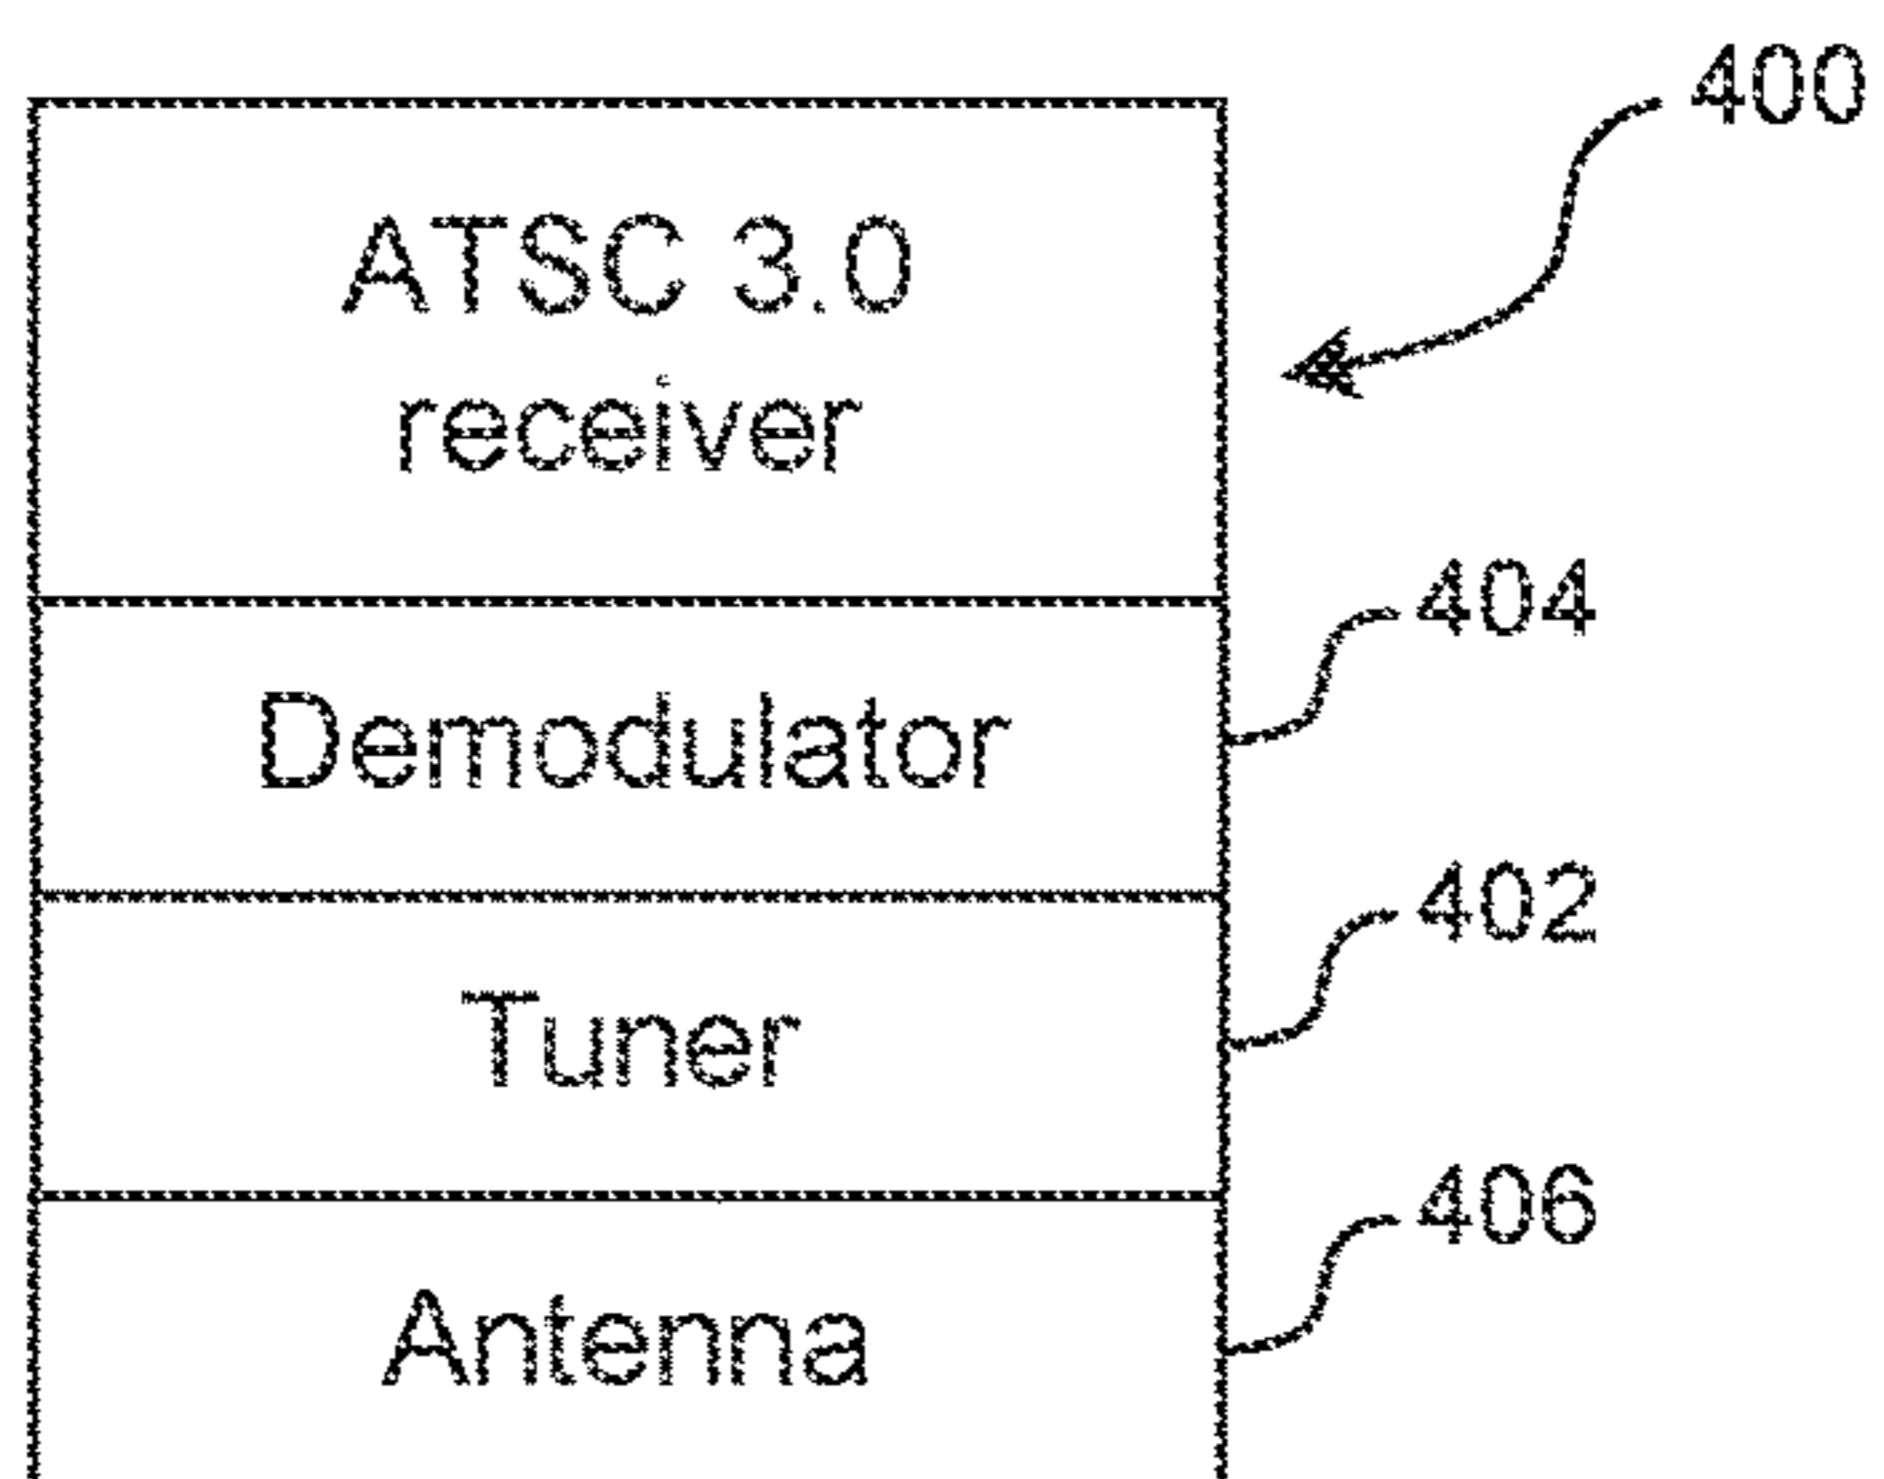 400
ATSC 3.0
receiver
404
Demodulator
402
Tuner
406
Antenna